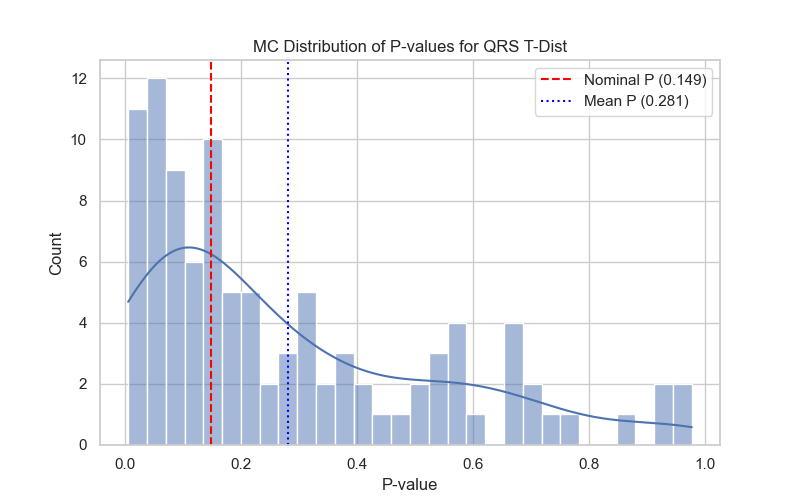 MC Distribution of P-values for QRS T-Dist
Nominal P (0.149)
Mean P (0.281)
Count
12
10
8
6
4
2
0
0.0 0.2 0.4 0.6 0.8 1.0
P-value